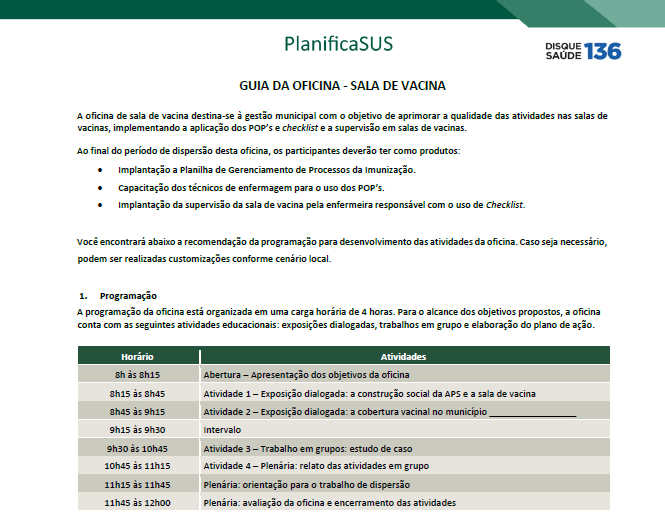 PlanificaSUS
DISQUE
SAÚDE 136
GUIA DA OFICINA - SALA DE VACINA
A oficina de sala de vacina destina-se à gestão municipal com o objetivo de aprimorar a qualidade das atividades nas salas de
vacinas, implementando a aplicação dos POP's e checklist e a supervisão em salas de vacinas.
Ao final do período de dispersão desta oficina, os participantes deverão ter como produtos:
• Implantação a Planilha de Gerenciamento de Processos da Imunização.
• Capacitação dos técnicos de enfermagem para o uso dos POP's.
• Implantação da supervisão da sala de vacina pela enfermeira responsável com o uso de Checklist.
Você encontrará abaixo a recomendação da programação para desenvolvimento das atividades da oficina. Caso seja necessário,
podem ser realizadas customizações conforme cenário local.
1. Programação
A programação da oficina está organizada em uma carga horária de 4 horas. Para o alcance dos objetivos propostos, a oficina
conta com as seguintes atividades educacionais: exposições dialogadas, trabalhos em grupo e elaboração do plano de ação.
Horário Atividades
8h às 8h15 Abertura – Apresentação dos objetivos da oficina
8h15 às 8h45 Atividade 1 – Exposição dialogada: a construção social da APS e a sala de vacina
8h45 às 9h15 Atividade 2 – Exposição dialogada: a cobertura vacinal no município __________________
9h15 às 9h30 Intervalo
9h30 às 10h45 Atividade 3 – Trabalho em grupos: estudo de caso
10h45 às 11h15 Atividade 4 – Plenária: relato das atividades em grupo
11h15 às 11h45 Plenária: orientação para o trabalho de dispersão
11h45 às 12h00 Plenária: avaliação da oficina e encerramento das atividades